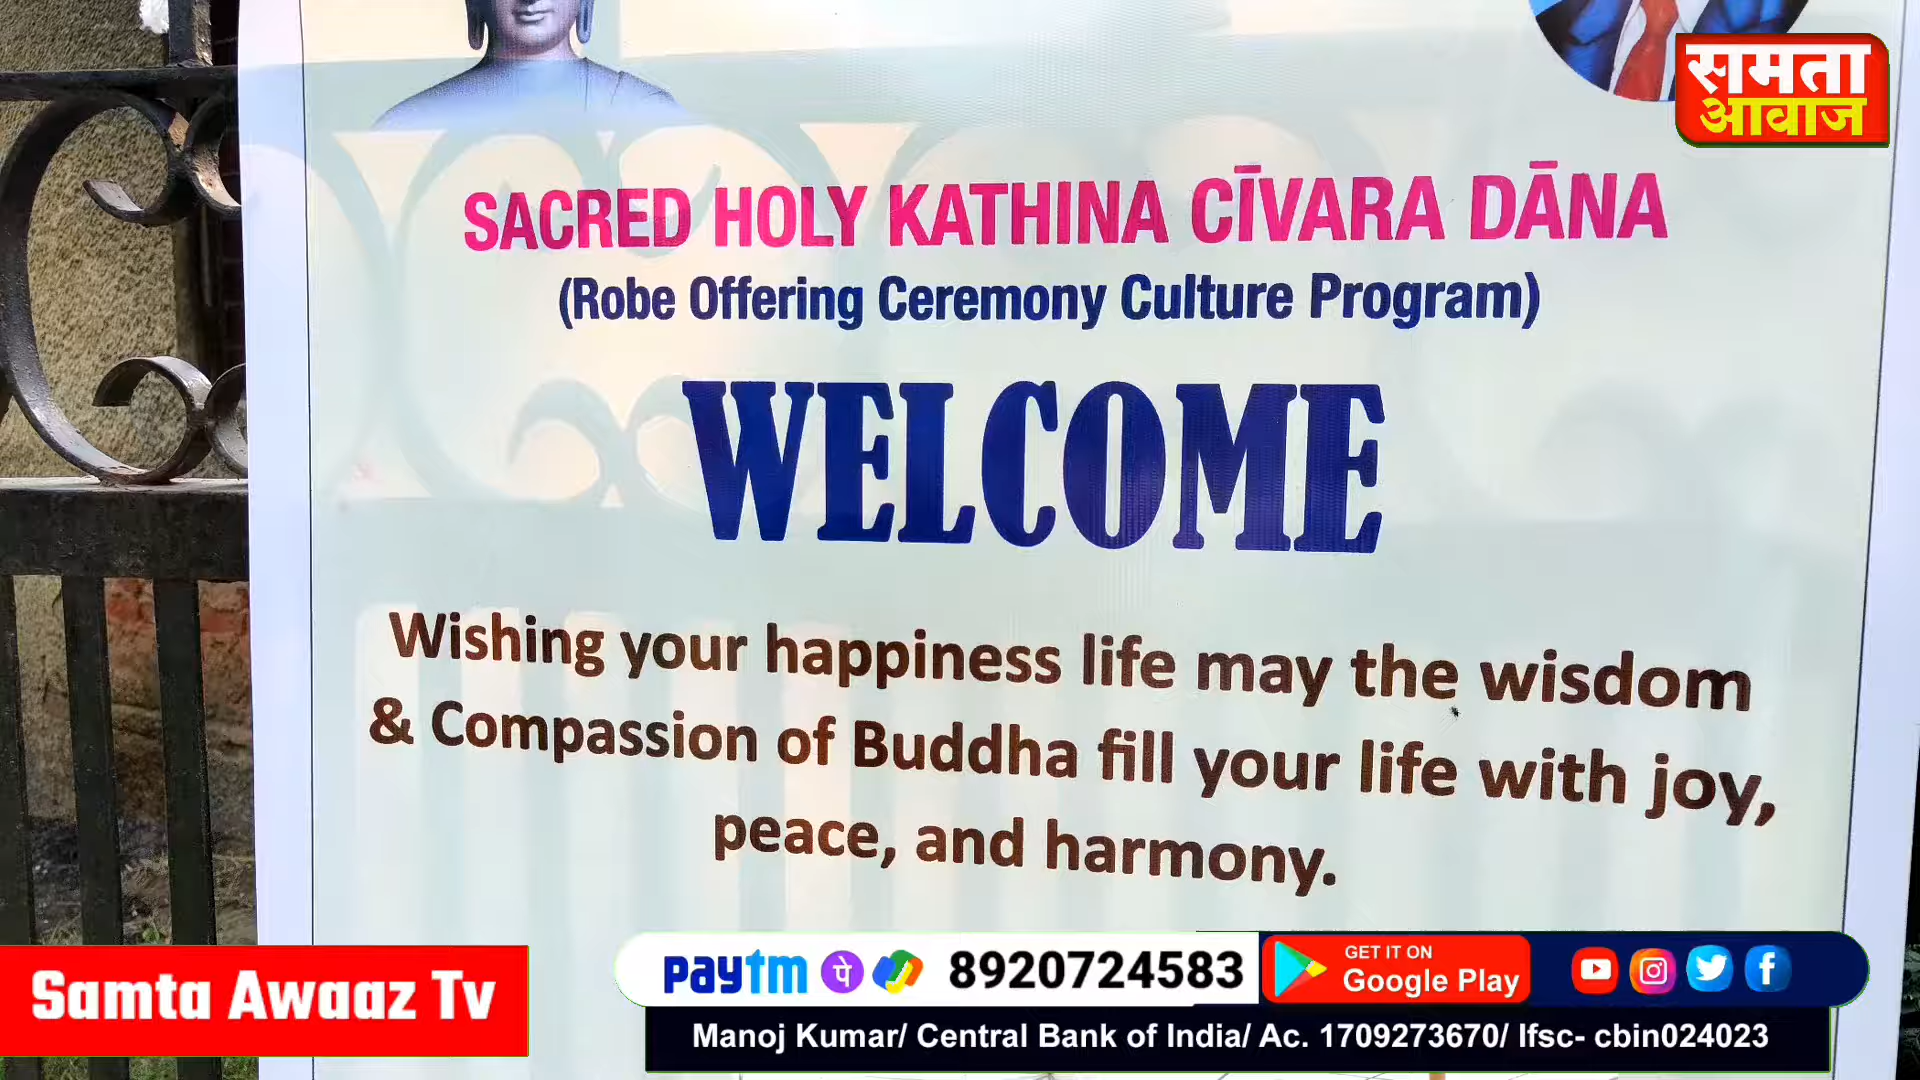 समता
आवाज
SACRED HOLY KATHINA CĪVARA DĀNA
(Robe Offering Ceremony Culture Program)
WELCOME
Wishing your happiness life may the wisdom
& Compassion of Buddha fill your life with joy,
peace, and harmony.
Samta Awaaz Tv
paytm पे 8920724583
GET IT ON
Google Play
Manoj Kumar/ Central Bank of India/ Ac. 1709273670/ Ifsc- cbin024023